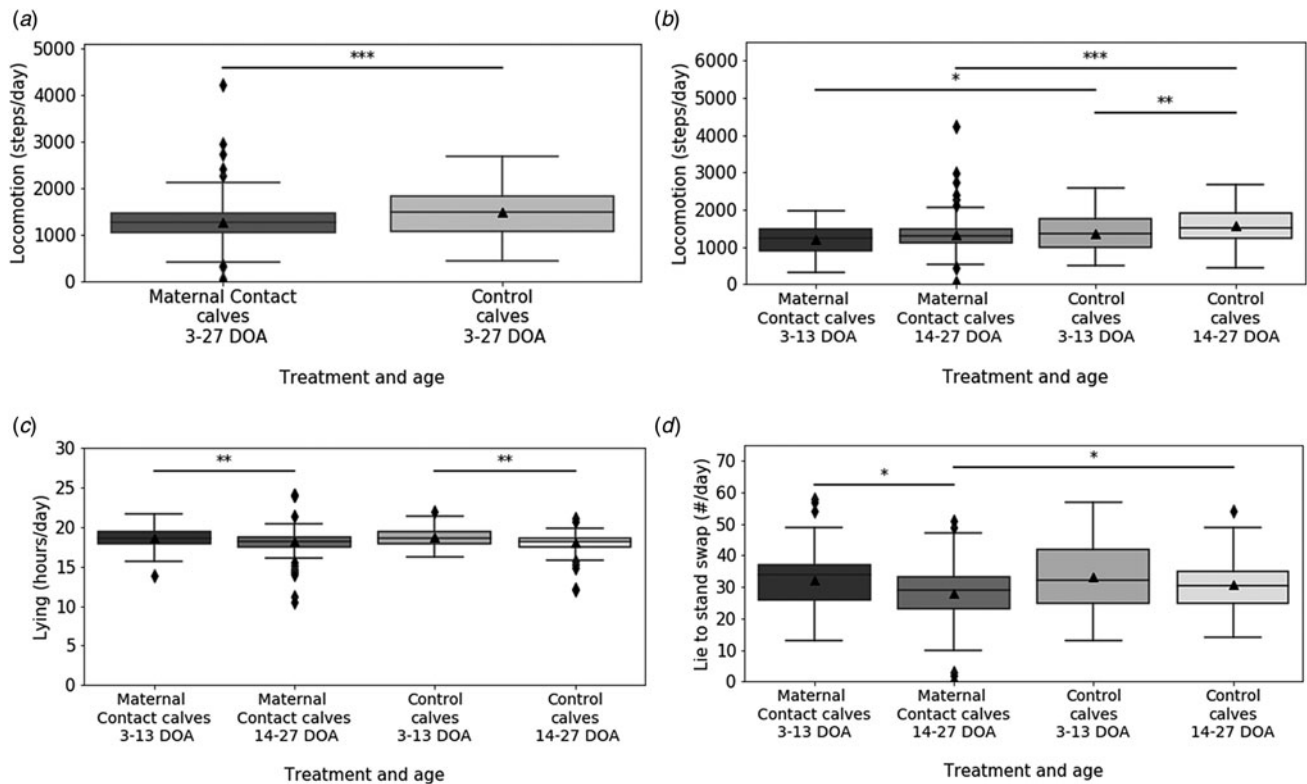 (a)
Locomotion (steps/day)
5000
4000
3000
2000
1000
0
***
Maternal Contact
calves
3-27 DOA
Control
calves
3-27 DOA
Treatment and age
(b)
Locomotion (steps/day)
6000
5000
4000
3000
2000
1000
0
***
*
**
Maternal
Contact calves
3-13 DOA
Maternal
Contact calves
14-27 DOA
Control
calves
3-13 DOA
Control
calves
14-27 DOA
Treatment and age
(c)
Lying (hours/day)
30
25
20
15
10
5
0
**
**
Maternal
Contact calves
3-13 DOA
Maternal
Contact calves
14-27 DOA
Control
calves
3-13 DOA
Control
calves
14-27 DOA
Treatment and age
(d)
Lie to stand swap (#/day)
70
60
50
40
30
20
10
0
*
*
Maternal
Contact calves
3-13 DOA
Maternal
Contact calves
14-27 DOA
Control
calves
3-13 DOA
Control
calves
14-27 DOA
Treatment and age